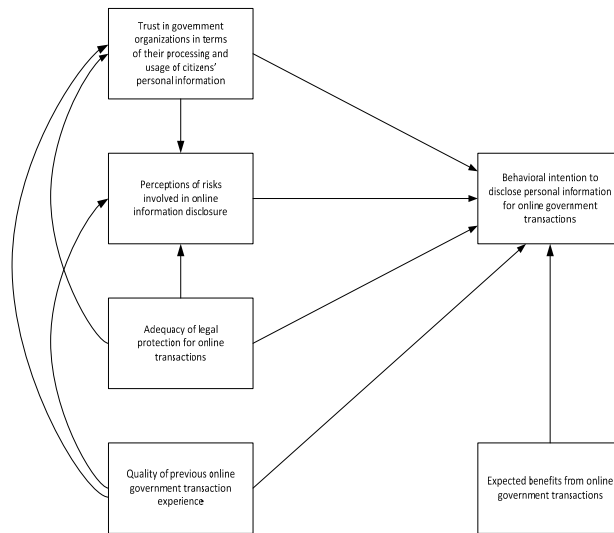 Trust in government
organizations in terms
of their processing and
usage of citizens'
personal information
Perceptions of risks
involved in online
information disclosure
Behavioral intention to
disclose personal information
for online government
transactions
Adequacy of legal
protection for online
transactions
Quality of previous online
government transaction
experience
Expected benefits from online
government transactions